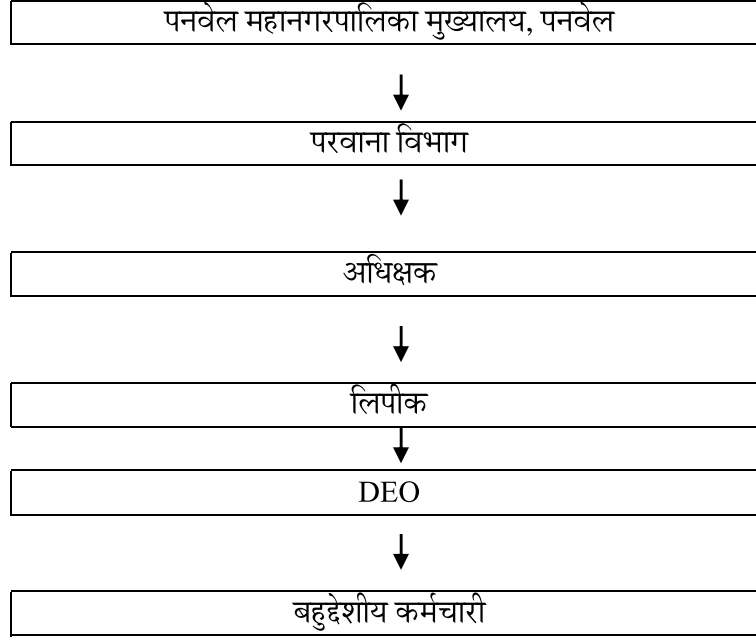 पनवेल महानगरपालिका मुख्यालय, पनवेल
परवाना विभाग
अधिक्षक
लिपीक
DEO
बहुद्देशीय कर्मचारी